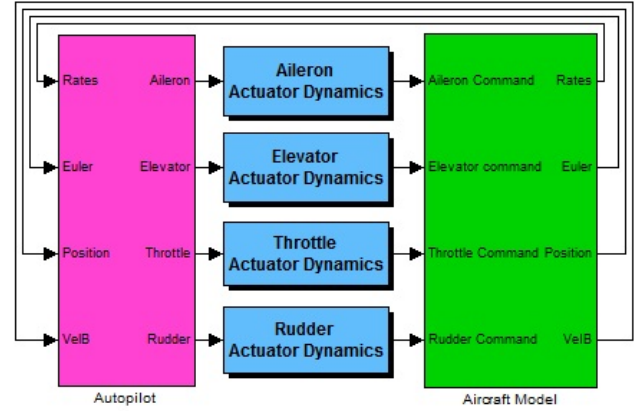 Rates
Aileron
Aileron
Actuator Dynamics
Aileron Command
Rates
Euler
Elevator
Elevator
Actuator Dynamics
Elevator command
Euler
Position
Throttle
Throttle
Actuator Dynamics
Throttle Command
Position
VelB
Rudder
Rudder
Actuator Dynamics
Rudder Command
VelB
Autopilot
Aircraft Model